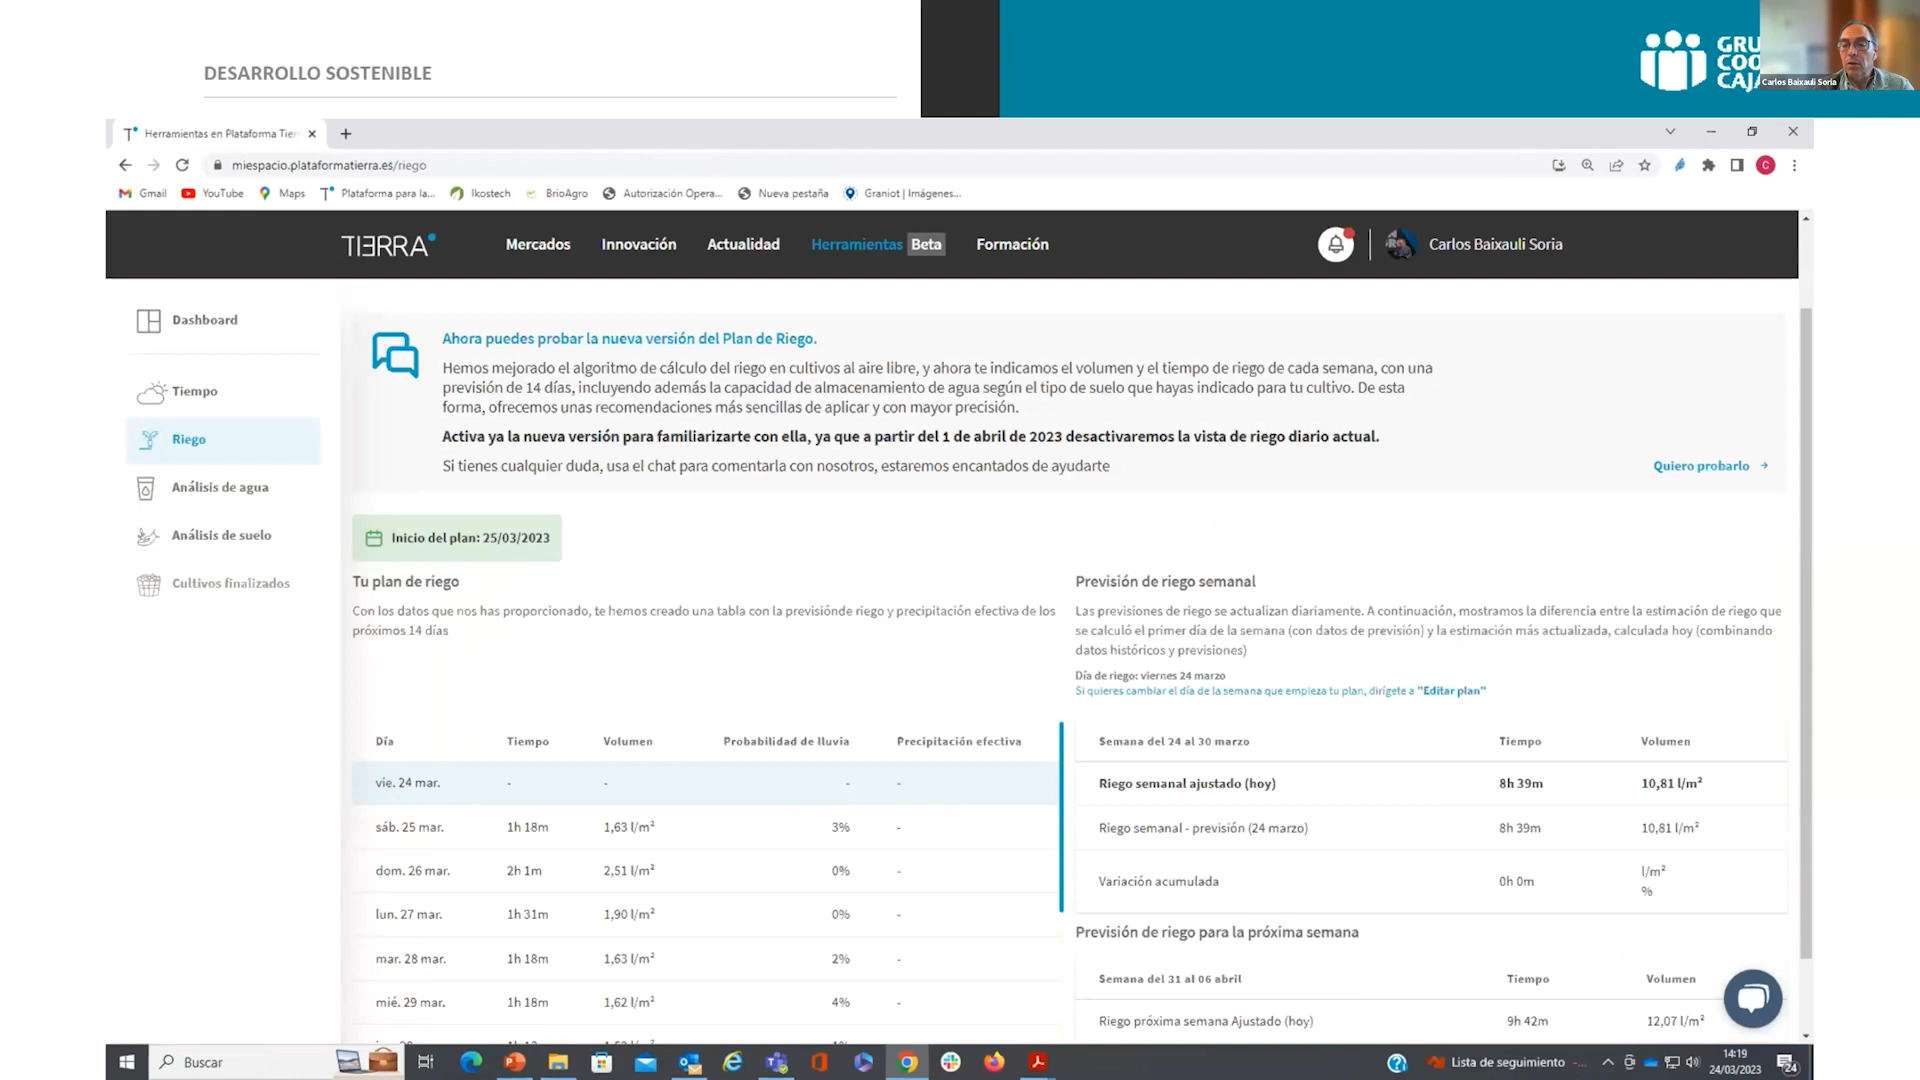 DESARROLLO SOSTENIBLE
GRU
COO
CAJ
Carlos Baixauli Soria
Herramientas en Plataforma Tier
miespacio.plataformatierra.es/riego
Gmail YouTube Maps Plataforma para la... Ikostech BrioAgro Autorización Opera... Nueva pestaña Graniot | Imágenes...
C
TIERRA Mercados Innovación Actualidad Herramientas Beta Formación Carlos Baixauli Soria
Dashboard
Tiempo
Riego
Análisis de agua
Análisis de suelo
Cultivos finalizados
Ahora puedes probar la nueva versión del Plan de Riego.
Hemos mejorado el algoritmo de cálculo del riego en cultivos al aire libre, y ahora te indicamos el volumen y el tiempo de riego de cada semana, con una
previsión de 14 días, incluyendo además la capacidad de almacenamiento de agua según el tipo de suelo que hayas indicado para tu cultivo. De esta
forma, ofrecemos unas recomendaciones más sencillas de aplicar y con mayor precisión.
Activa ya la nueva versión para familiarizarte con ella, ya que a partir del 1 de abril de 2023 desactivaremos la vista de riego diario actual.
Si tienes cualquier duda, usa el chat para comentarla con nosotros, estaremos encantados de ayudarte
Quiero probarlo
Inicio del plan: 25/03/2023
Tu plan de riego
Con los datos que nos has proporcionado, te hemos creado una tabla con la previsiónde riego y precipitación efectiva de los
próximos 14 días
Día Tiempo Volumen Probabilidad de lluvia Precipitación efectiva
vie. 24 mar. - - - -
sáb. 25 mar. 1h 18m 1,63 l/m² 3% -
dom. 26 mar. 2h 1m 2,51 l/m² 0% -
lun. 27 mar. 1h 31m 1,90 l/m² 0% -
mar. 28 mar. 1h 18m 1,63 l/m² 2% -
mié. 29 mar. 1h 18m 1,62 l/m² 4% -
Previsión de riego semanal
Las previsiones de riego se actualizan diariamente. A continuación, mostramos la diferencia entre la estimación de riego que
se calculó el primer día de la semana (con datos de previsión) y la estimación más actualizada, calculada hoy (combinando
datos históricos y previsiones)
Día de riego: viernes 24 marzo
Si quieres cambiar el día de la semana que empieza tu plan, dirígete a "Editar plan"
Semana del 24 al 30 marzo Tiempo Volumen
Riego semanal ajustado (hoy) 8h 39m 10,81 l/m²
Riego semanal - previsión (24 marzo) 8h 39m 10,81 l/m²
Variación acumulada 0h 0m l/m²
%
Previsión de riego para la próxima semana
Semana del 31 al 06 abril Tiempo Volumen
Riego próxima semana Ajustado (hoy) 9h 42m 12,07 l/m²
Buscar
Lista de seguimiento
14:19
24/03/2023
24